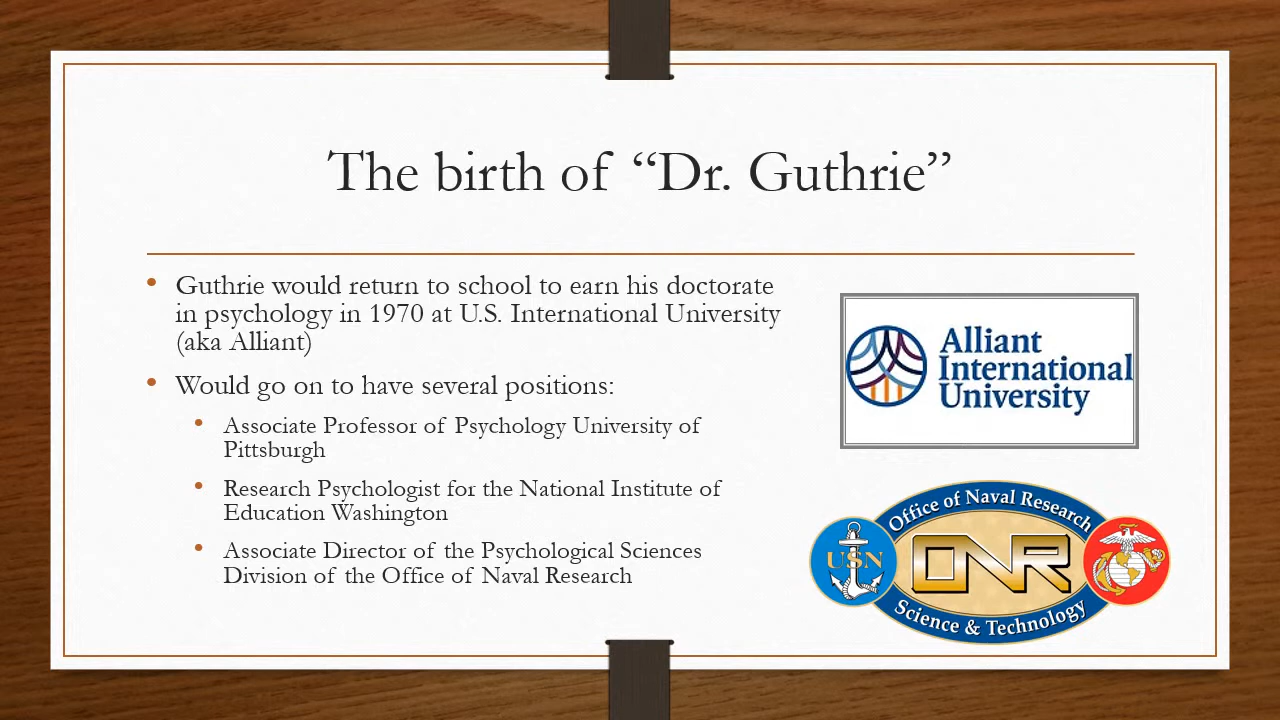 The birth of “Dr. Guthrie”
• Guthrie would return to school to earn his doctorate
in psychology in 1970 at U.S. International University
(aka Alliant)
• Would go on to have several positions:
• Associate Professor of Psychology University of
Pittsburgh
• Research Psychologist for the National Institute of
Education Washington
• Associate Director of the Psychological Sciences
Division of the Office of Naval Research
Alliant
International
University
Office of Naval Research
USN
ONR
Science & Technology